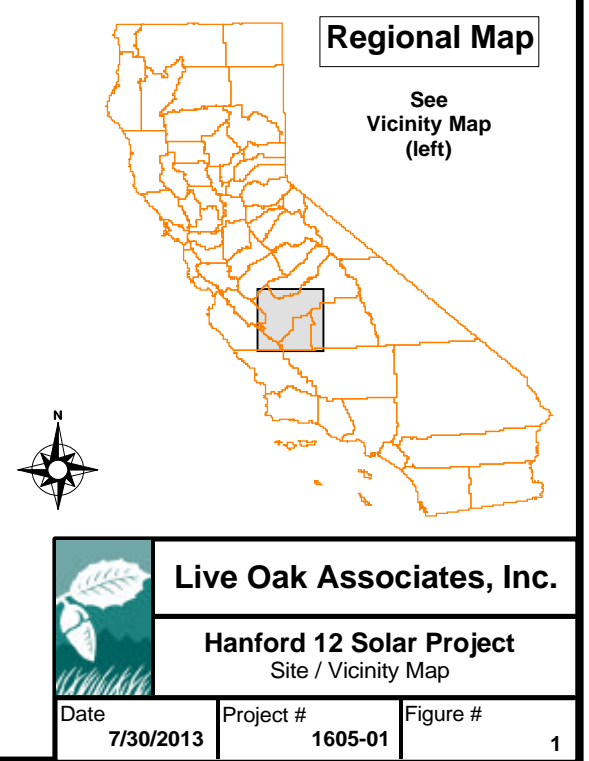 Regional Map
See
Vicinity Map
(left)
N
Live Oak Associates, Inc.
Hanford 12 Solar Project
Site / Vicinity Map
Date
7/30/2013
Project #
1605-01
Figure #
1